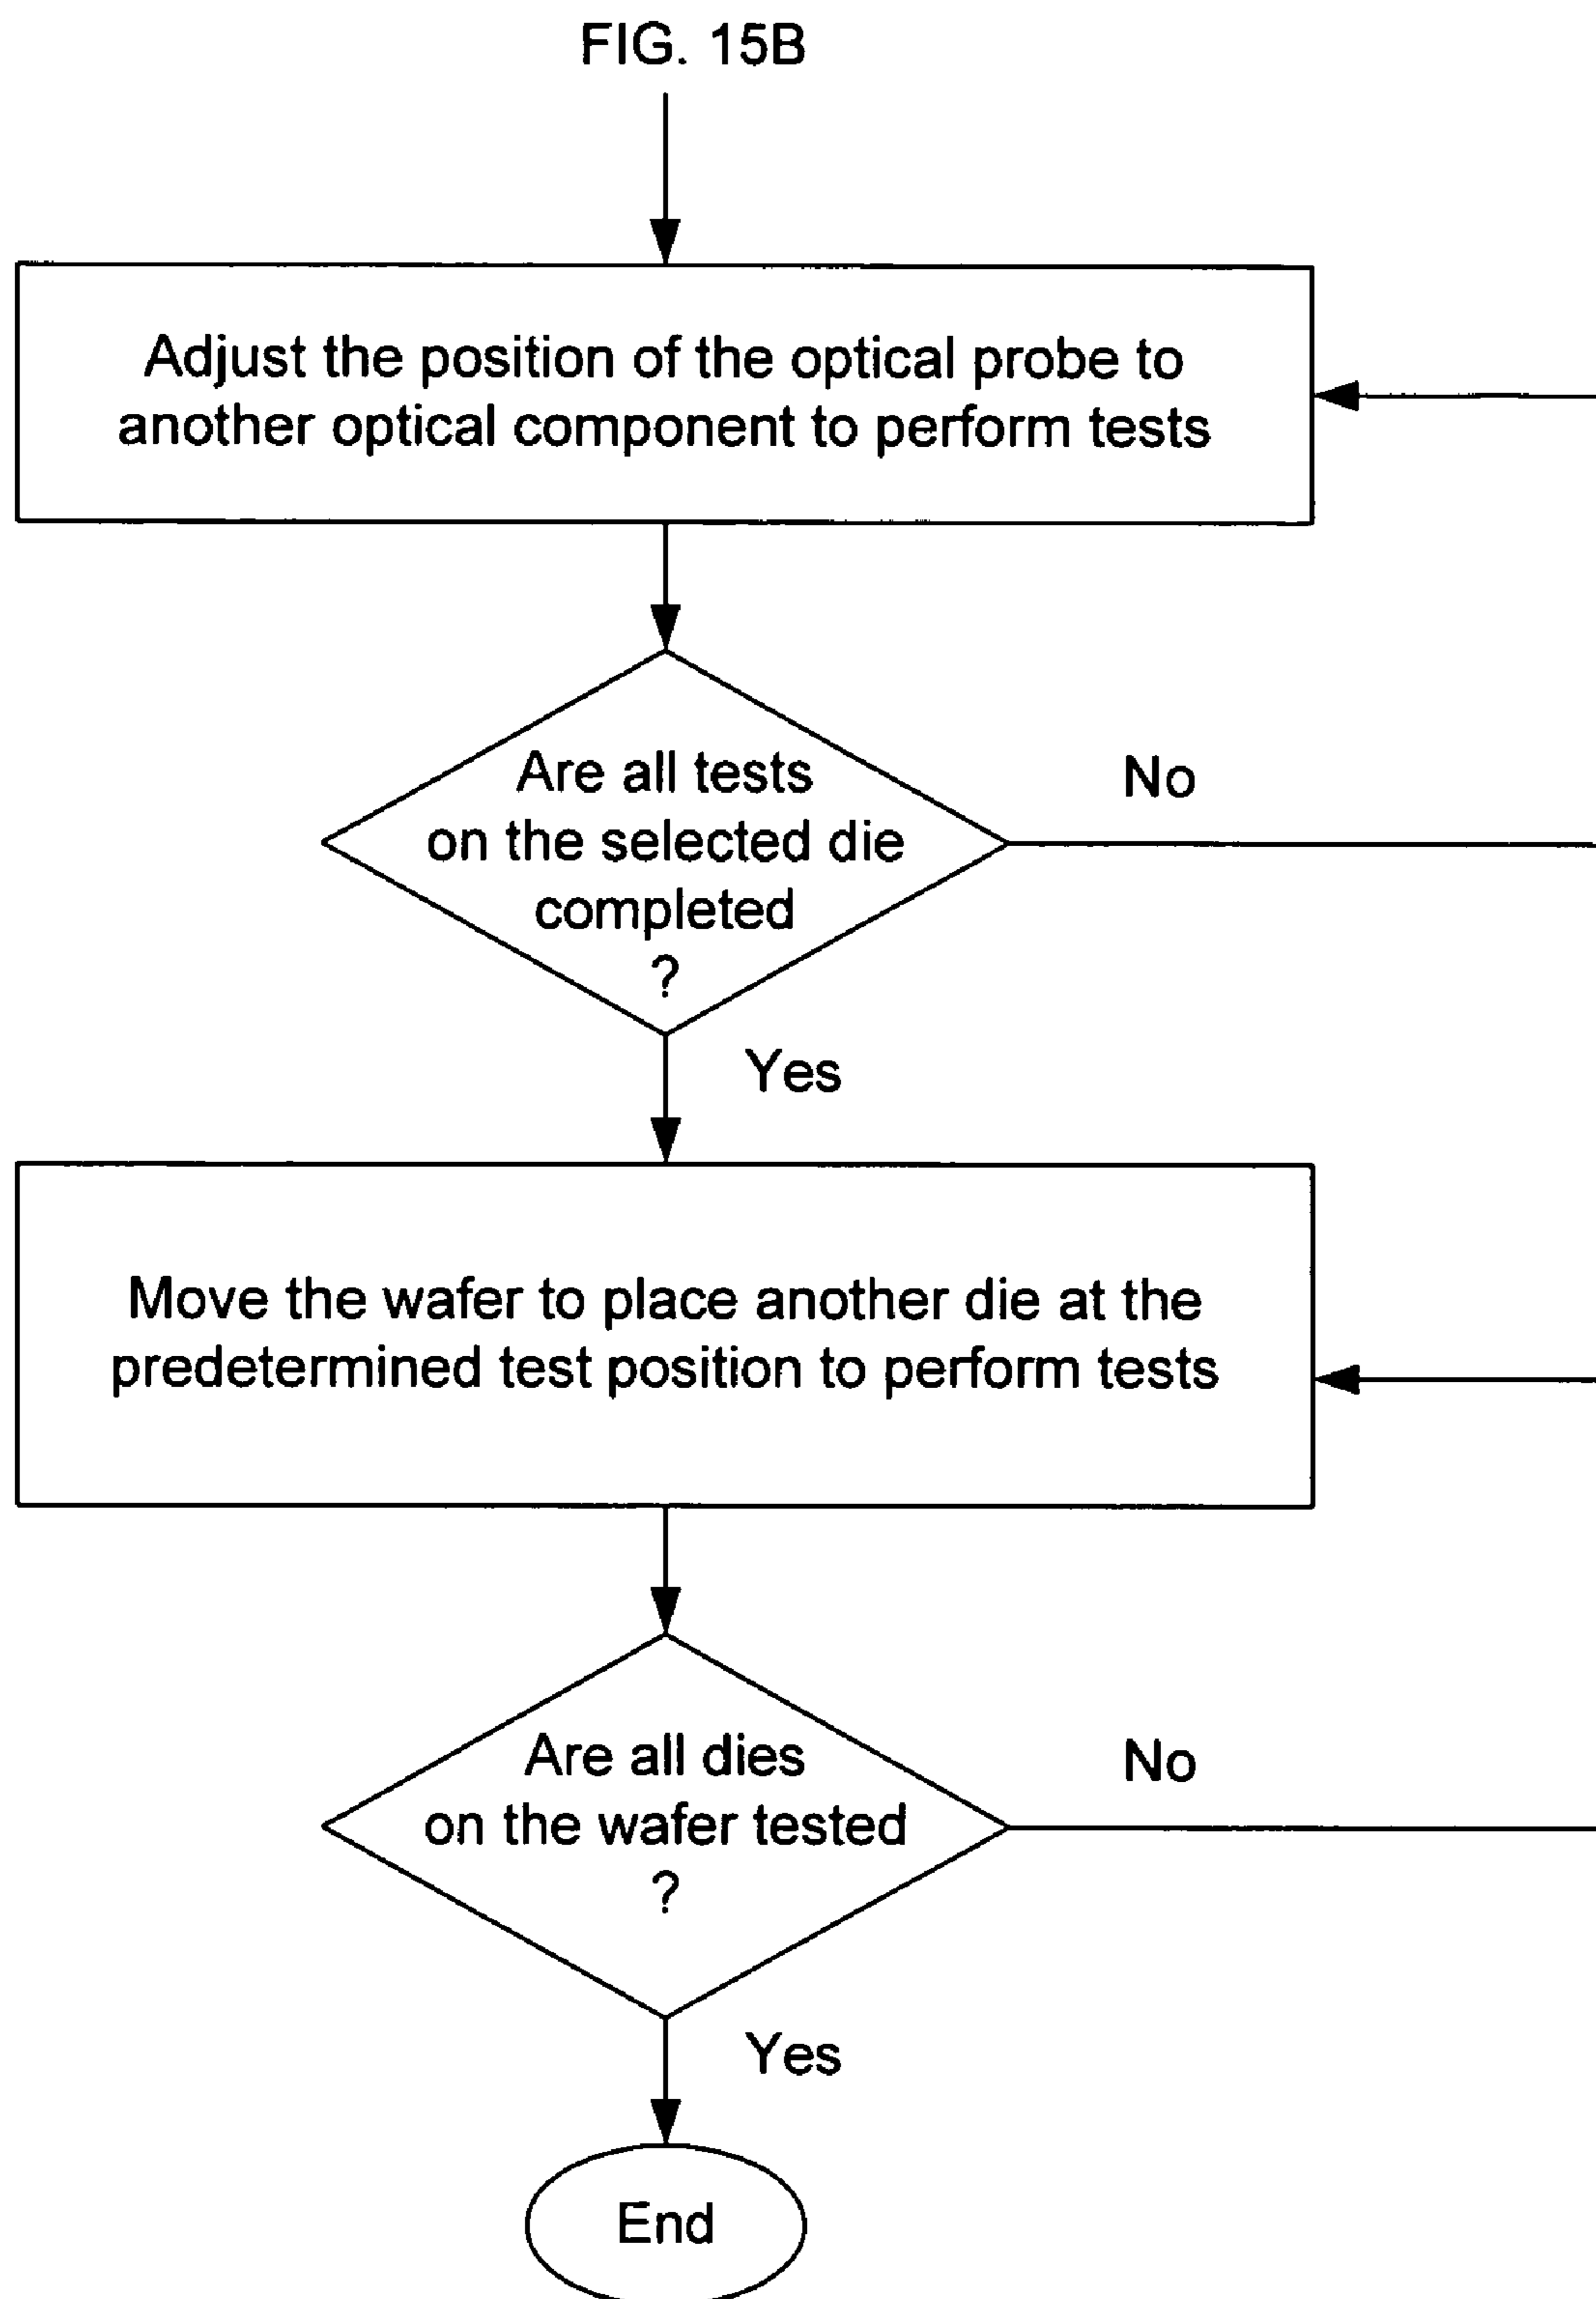 FIG. 15B
Adjust the position of the optical probe to
another optical component to perform tests
Are all tests
on the selected die
completed
?
No
Yes
Move the wafer to place another die at the
predetermined test position to perform tests
Are all dies
on the wafer tested
?
No
Yes
End